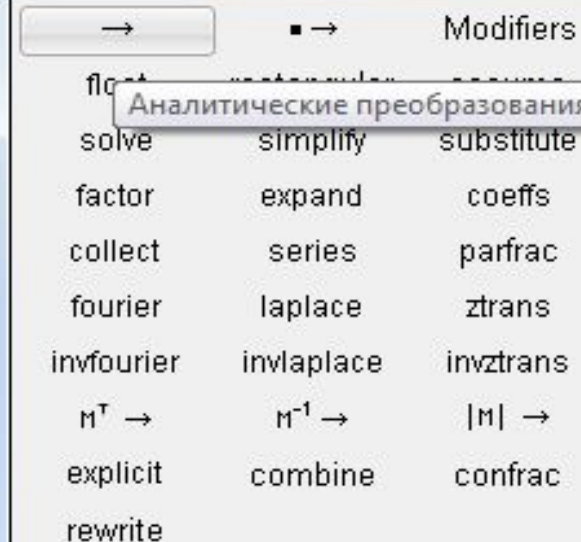 → ▪ → Modifiers
Аналитические преобразования
solve simplify substitute
factor expand coeffs
collect series parfrac
fourier laplace ztrans
invfourier invlaplace invztrans
мᵀ → м⁻¹ → |м| →
explicit combine confrac
rewrite